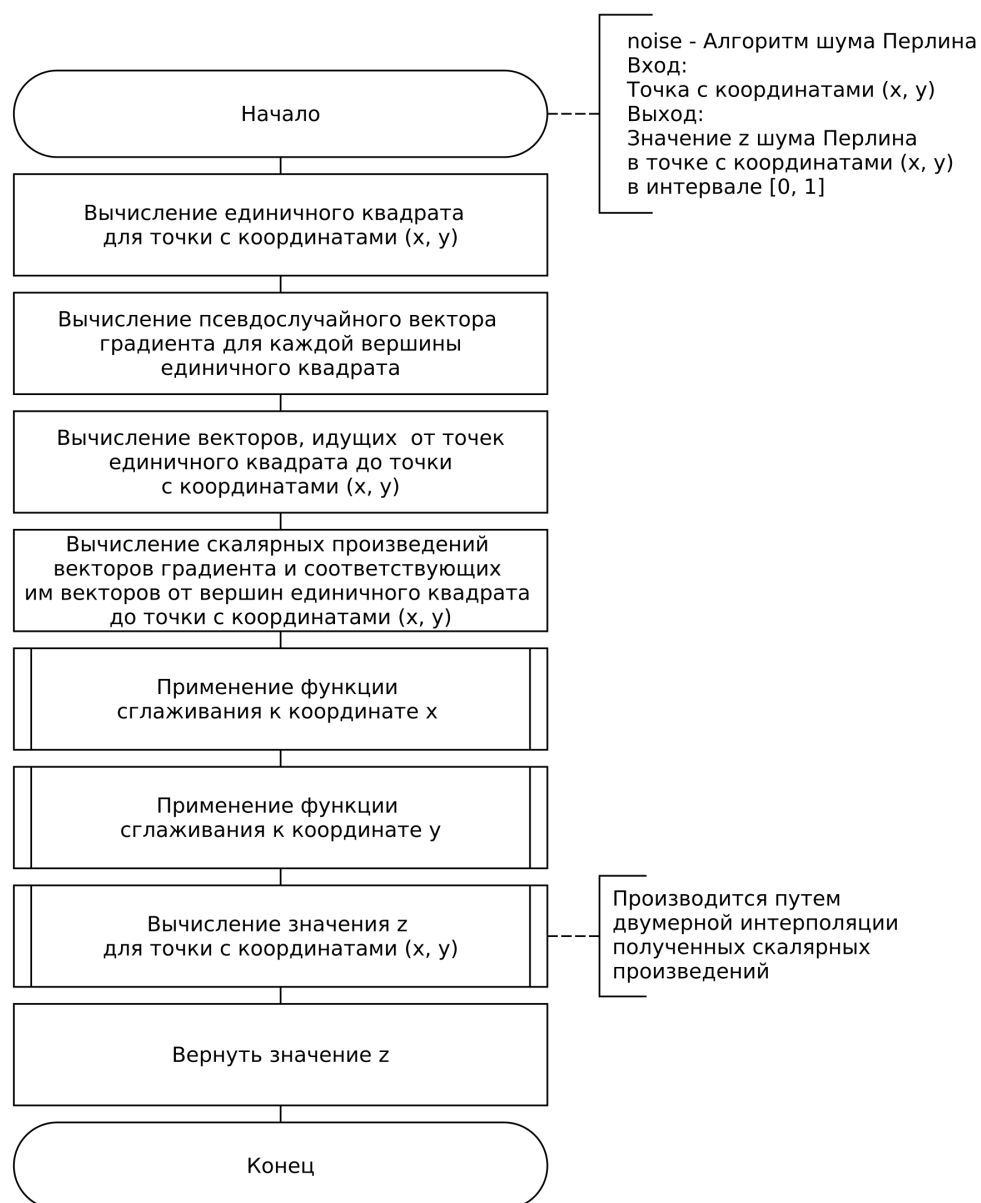 noise - Алгоритм шума Перлина
Вход:
Точка с координатами (x, y)
Выход:
Значение z шума Перлина
в точке с координатами (x, y)
в интервале [0, 1]
Начало
Вычисление единичного квадрата
для точки с координатами (x, y)
Вычисление псевдослучайного вектора
градиента для каждой вершины
единичного квадрата
Вычисление векторов, идущих  от точек
единичного квадрата до точки
с координатами (x, y)
Вычисление скалярных произведений
векторов градиента и соответствующих
им векторов от вершин единичного квадрата
до точки с координатами (x, y)
Применение функции
сглаживания к координате x
Применение функции
сглаживания к координате y
Вычисление значения z
для точки с координатами (x, y)
Производится путем
двумерной интерполяции
полученных скалярных
произведений
Вернуть значение z
Конец